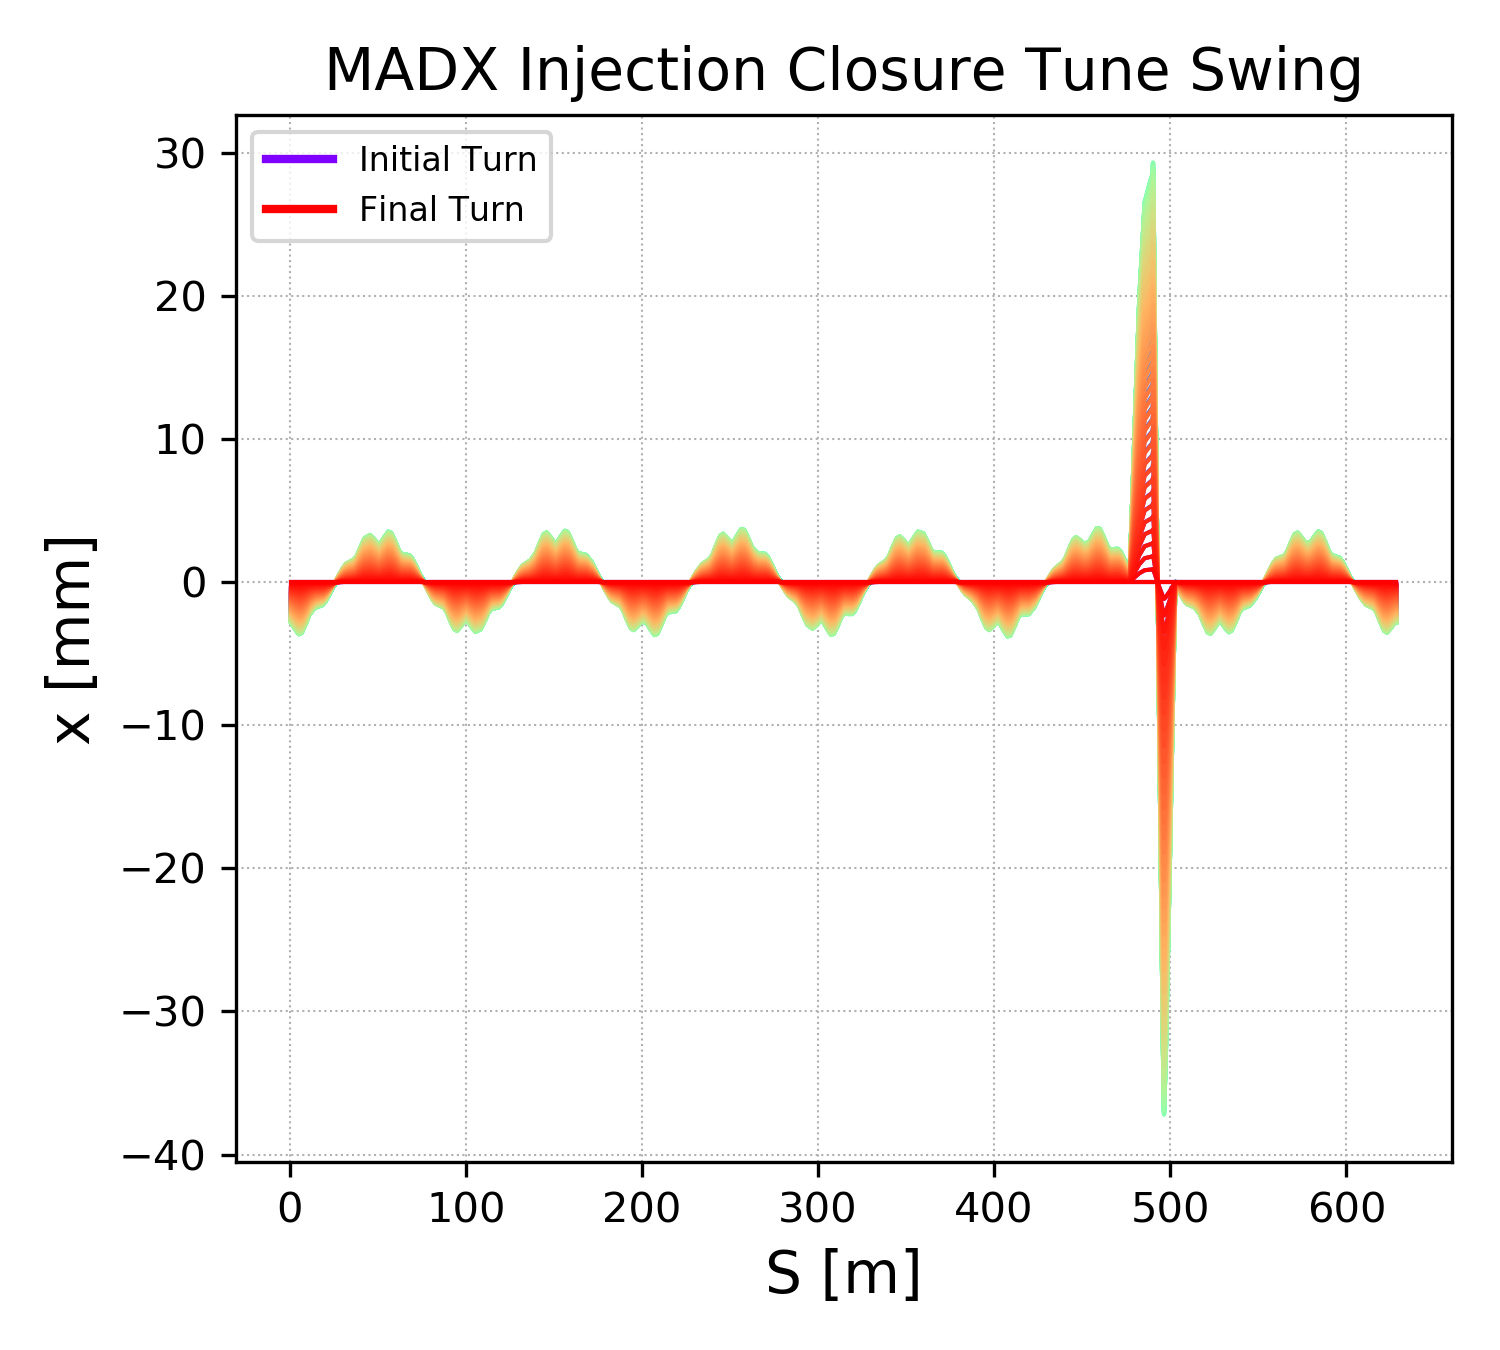 MADX Injection Closure Tune Swing
Initial Turn
Final Turn
30
20
10
0
−10
−20
−30
−40
x [mm]
0 100 200 300 400 500 600
S [m]